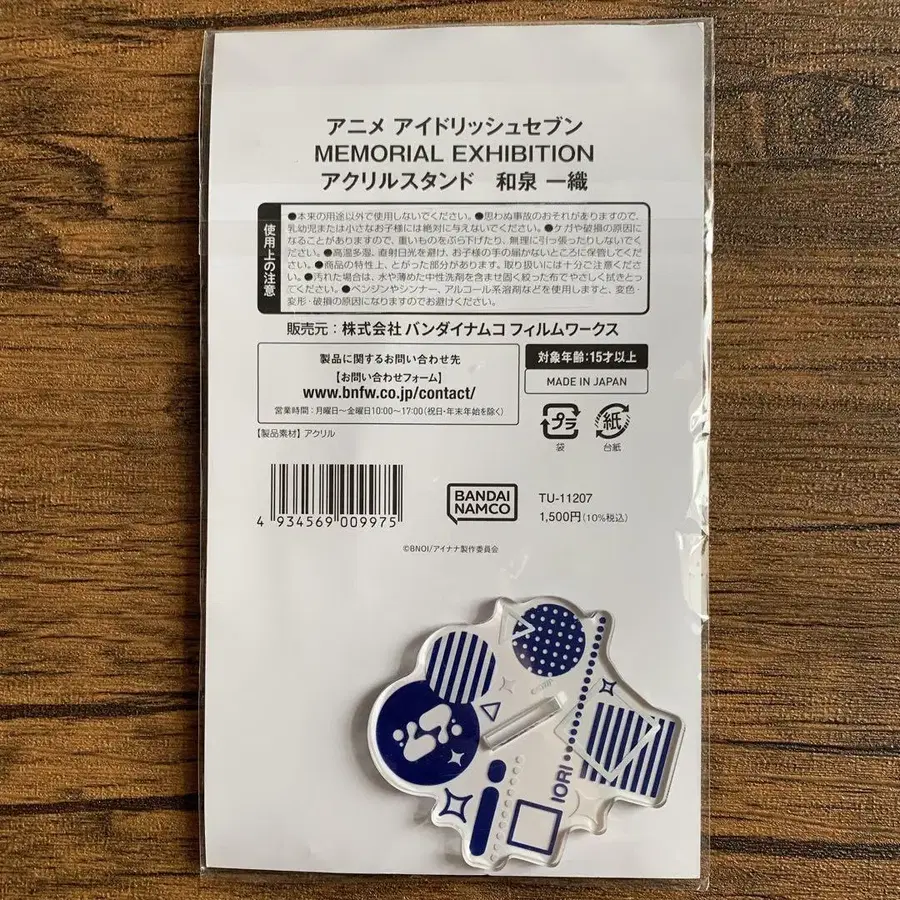 アニメ アイドリッシュセブン
MEMORIAL EXHIBITION
アクリルスタンド 和泉 一織
使用上の注意
●本来の用途以外で使用しないでください。●思わぬ事故のおそれがありますので、
乳幼児または小さなお子様には絶対に与えないでください。●ケガや破損の原因に
なることがありますので、重いものをぶら下げたり、無理に引っ張ったりしないでくだ
さい。●高温多湿、直射日光を避け、お子様の手の届かないところに保管してくださ
い。●商品の特性上、とがった部分があります。取り扱いには十分ご注意くださ
い。●汚れた場合は、水や薄めた中性洗剤を含ませ固く絞った布でやさしく拭きとっ
てください。●ベンジンやシンナー、アルコール系溶剤などを使用しますと、変色・
変形・破損の原因になりますのでお避けください。
販売元：株式会社 バンダイナムコ フィルムワークス
製品に関するお問い合わせ先
【お問い合わせフォーム】
www.bnfw.co.jp/contact/
営業時間：月曜日〜金曜日10:00〜17:00(祝日・年末年始を除く)
対象年齢:15才以上
MADE IN JAPAN
プラ
袋
紙
台紙
【製品素材】アクリル
4 934569 009975
BANDAI
NAMCO
TU-11207
1,500円(10%税込)
©BNOI/アイナナ製作委員会
IORI